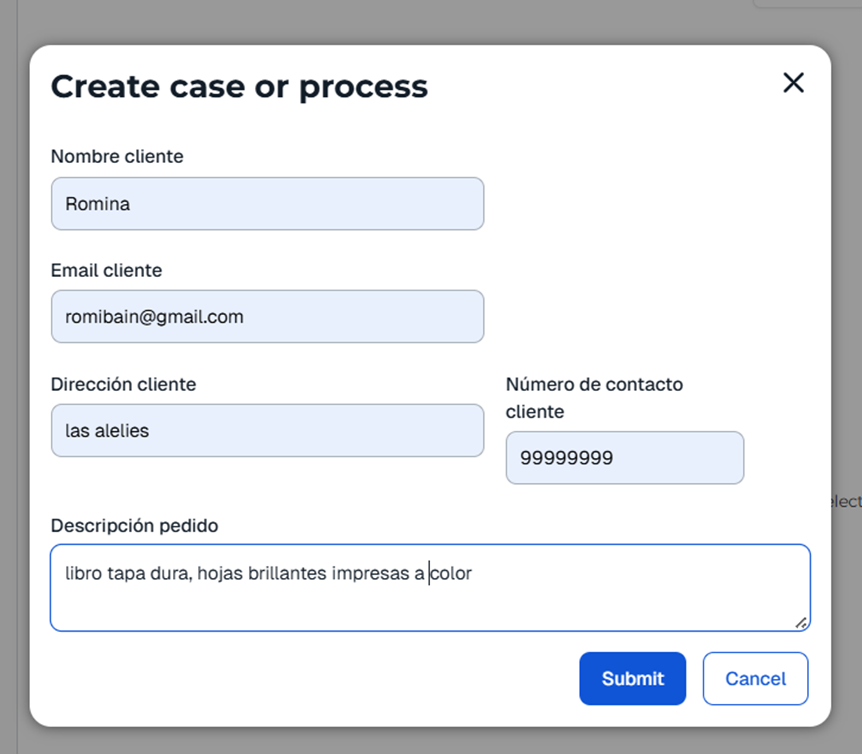 Create case or process
Nombre cliente
Romina
Email cliente
romibain@gmail.com
Dirección cliente
las alelies
Número de contacto
cliente
99999999
Descripción pedido
libro tapa dura, hojas brillantes impresas a color
Submit
Cancel